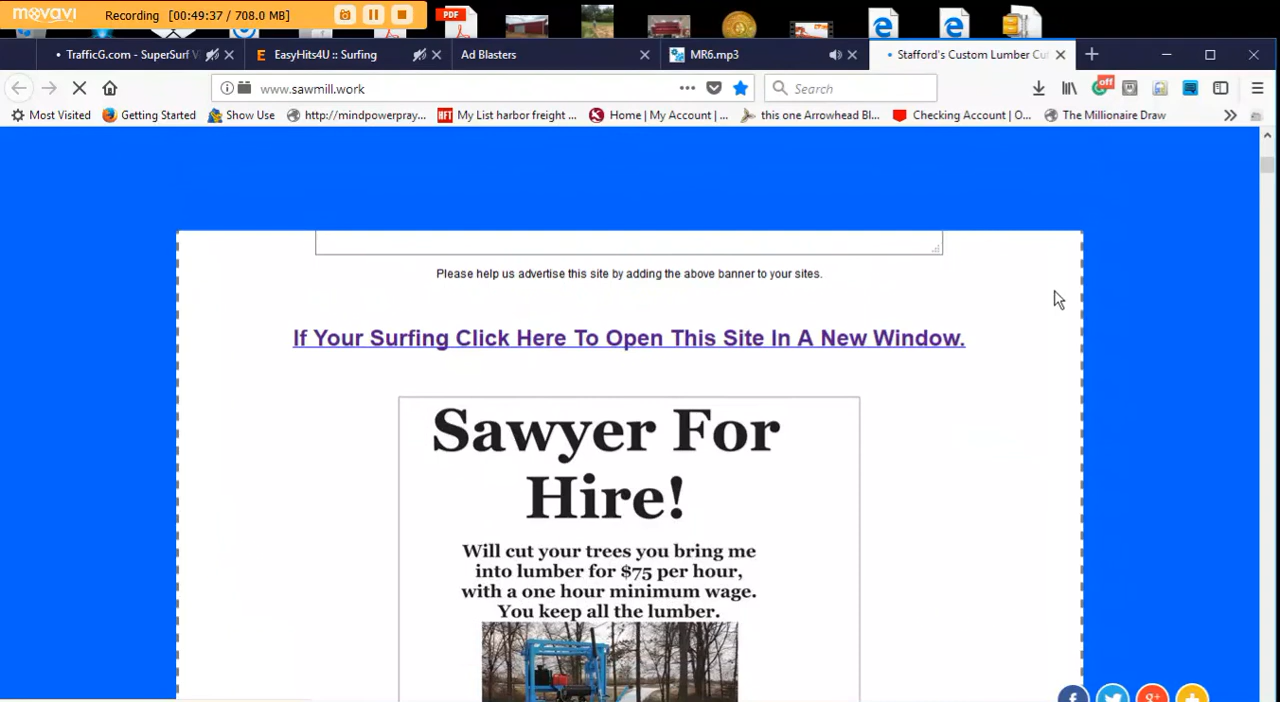 movavi Recording [00:49:37 / 708.0 MB]
PDF
TrafficG.com - SuperSurf EasyHits4U :: Surfing Ad Blasters MR6.mp3 Stafford's Custom Lumber
www.sawmill.work Search off
Most Visited Getting Started Show Use http://mindpowerpray... HFT My List harbor freight ... Home | My Account | ... this one Arrowhead Bl... Checking Account | O... The Millionaire Draw
Please help us advertise this site by adding the above banner to your sites.
If Your Surfing Click Here To Open This Site In A New Window.
Sawyer For
Hire!
Will cut your trees you bring me
into lumber for $75 per hour,
with a one hour minimum wage.
You keep all the lumber.